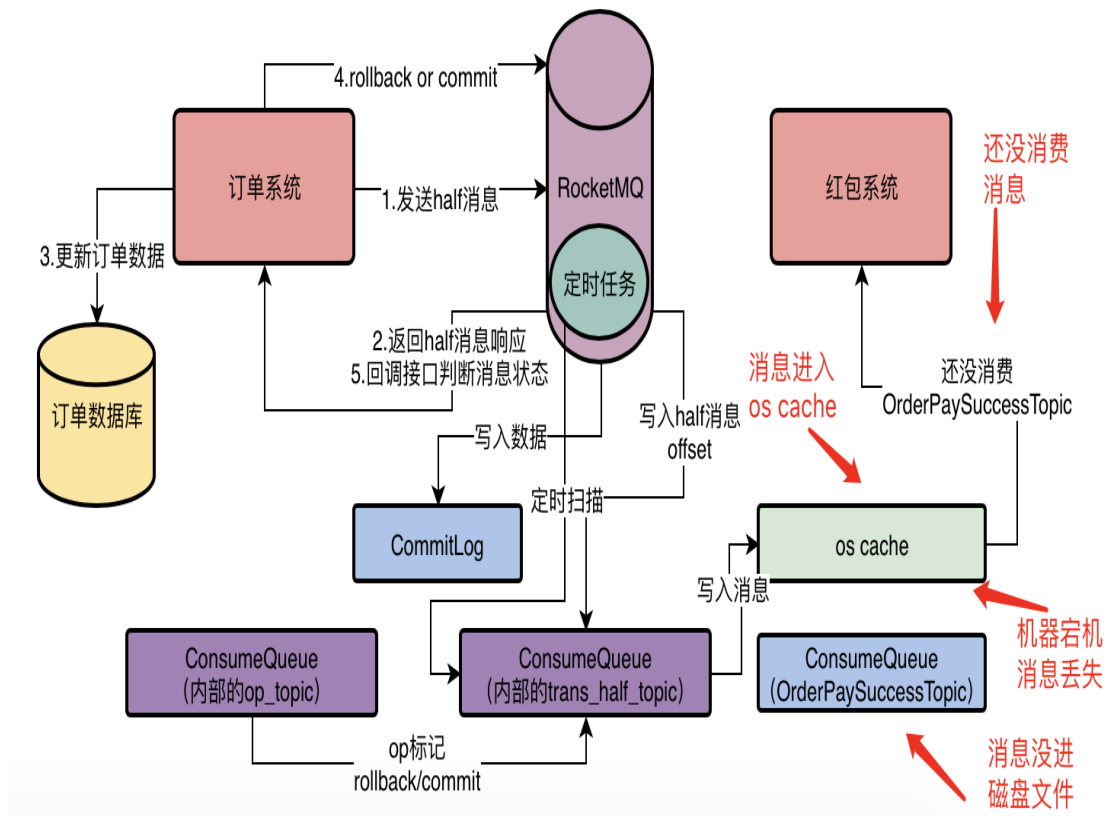 4.rollback or commit
订单系统
1.发送half消息
RocketMQ
定时任务
红包系统
还没消费
消息
3.更新订单数据
订单数据库
2.返回half消息响应
5.回调接口判断消息状态
写入数据
写入half消息
offset
消息进入
os cache
还没消费
OrderPaySuccessTopic
定时扫描
CommitLog
os cache
写入消息
机器宕机
消息丢失
ConsumeQueue
（内部的op_topic）
ConsumeQueue
（内部的trans_half_topic）
ConsumeQueue
（OrderPaySuccessTopic）
op标记
rollback/commit
消息没进
磁盘文件